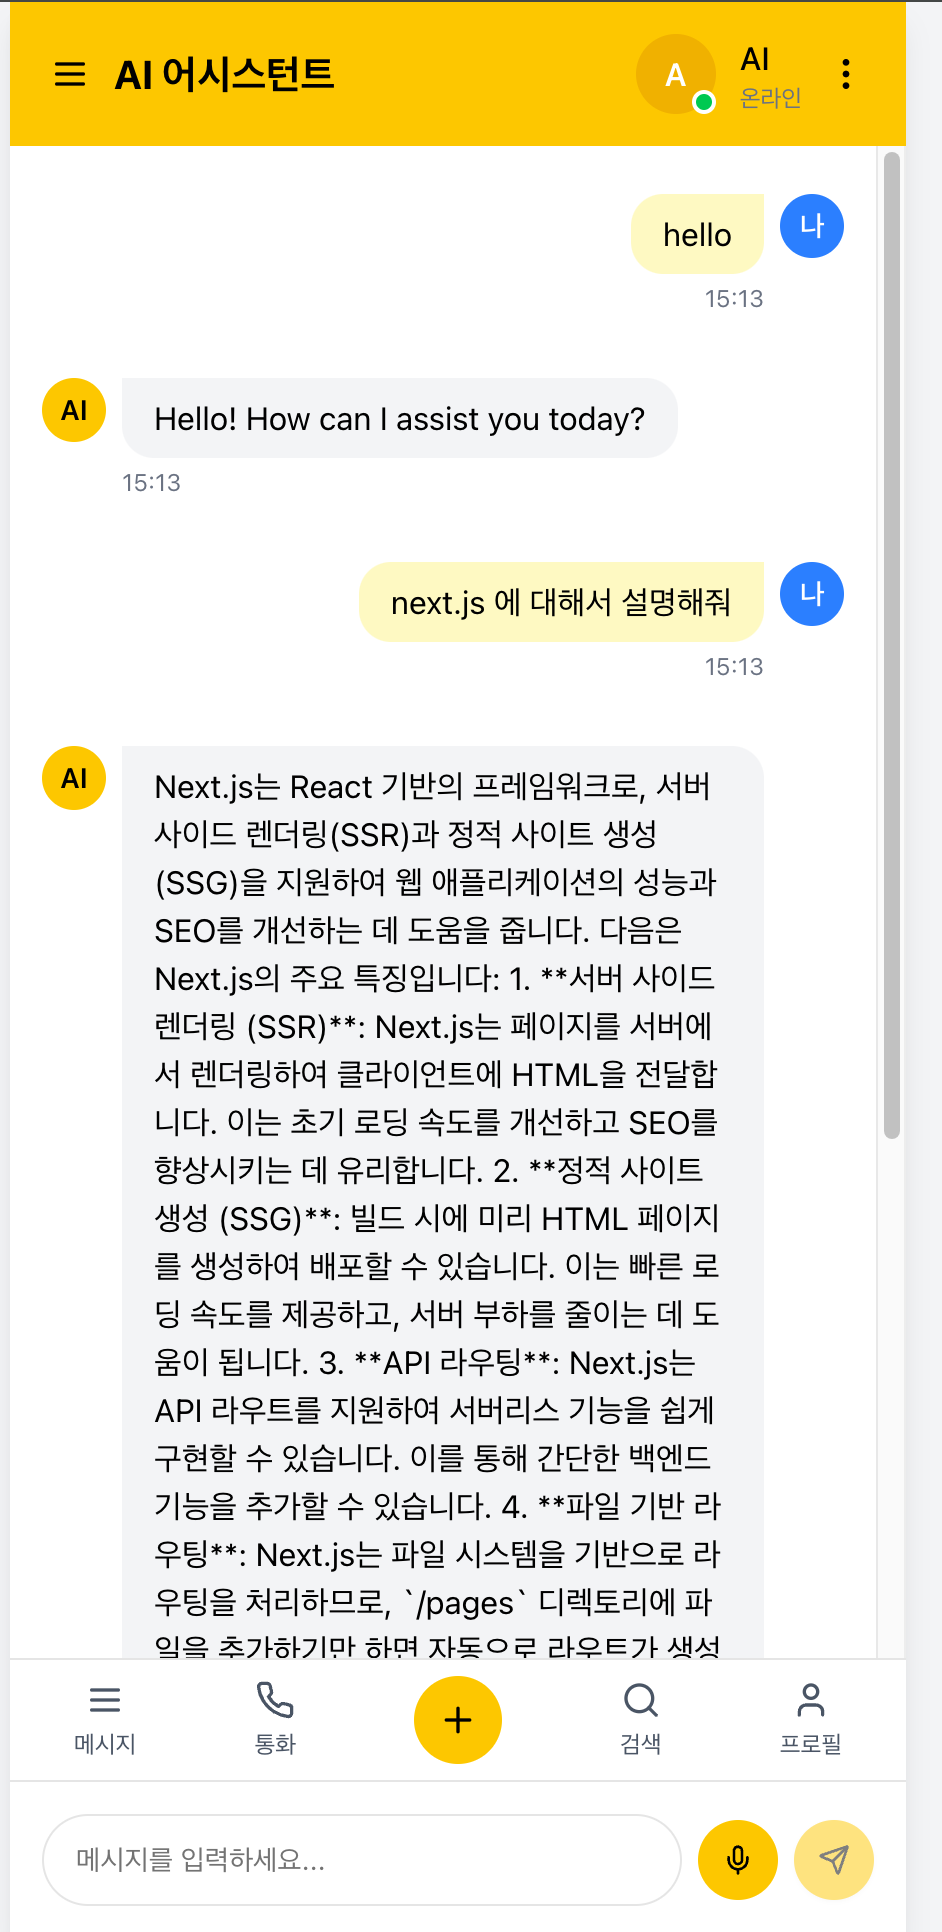 AI 어시스턴트
A
AI
온라인
hello
나
15:13
AI
Hello! How can I assist you today?
15:13
next.js 에 대해서 설명해줘
나
15:13
AI
Next.js는 React 기반의 프레임워크로, 서버
사이드 렌더링(SSR)과 정적 사이트 생성
(SSG)을 지원하여 웹 애플리케이션의 성능과
SEO를 개선하는 데 도움을 줍니다. 다음은
Next.js의 주요 특징입니다: 1. **서버 사이드
렌더링 (SSR)**: Next.js는 페이지를 서버에
서 렌더링하여 클라이언트에 HTML을 전달합
니다. 이는 초기 로딩 속도를 개선하고 SEO를
향상시키는 데 유리합니다. 2. **정적 사이트
생성 (SSG)**: 빌드 시에 미리 HTML 페이지
를 생성하여 배포할 수 있습니다. 이는 빠른 로
딩 속도를 제공하고, 서버 부하를 줄이는 데 도
움이 됩니다. 3. **API 라우팅**: Next.js는
API 라우트를 지원하여 서버리스 기능을 쉽게
구현할 수 있습니다. 이를 통해 간단한 백엔드
기능을 추가할 수 있습니다. 4. **파일 기반 라
우팅**: Next.js는 파일 시스템을 기반으로 라
우팅을 처리하므로, `/pages` 디렉토리에 파
일을 추가하기만 하면 자동으로 라우트가 생성
메시지
통화
검색
프로필
메시지를 입력하세요...